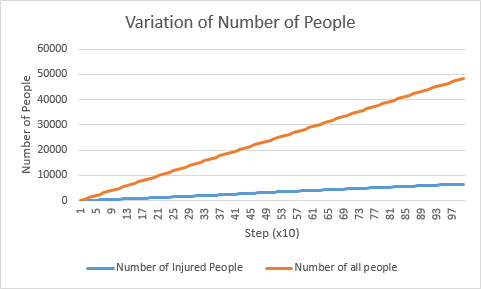 Variation of Number of People
Number of People
60000
50000
40000
30000
20000
10000
0
1 5 9 13 17 21 25 29 33 37 41 45 49 53 57 61 65 69 73 77 81 85 89 93 97
Step (x10)
Number of Injured People Number of all people